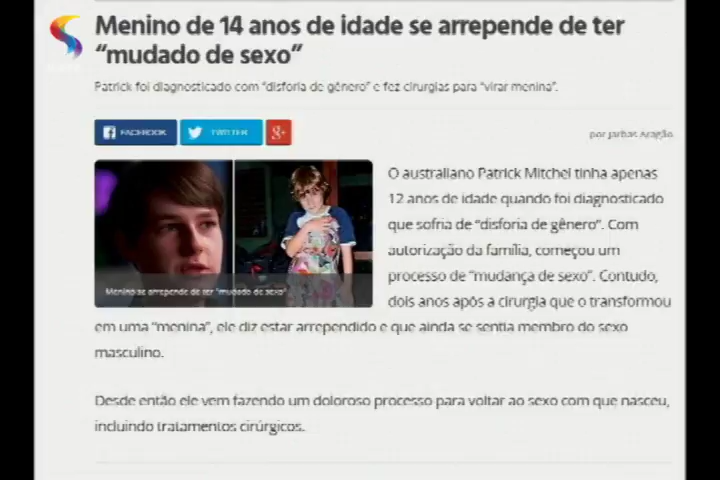 Menino de 14 anos de idade se arrepende de ter
“mudado de sexo”
Patrick foi diagnosticado com “disforia de gênero” e fez cirurgias para “virar menina”.
FACEBOOK
TWITTER
g+
por Jarbas Aragão
O australiano Patrick Mitchel tinha apenas
12 anos de idade quando foi diagnosticado
que sofria de “disforia de gênero”. Com
autorização da família, começou um
processo de “mudança de sexo”. Contudo,
dois anos após a cirurgia que o transformou
em uma “menina”, ele diz estar arrependido e que ainda se sentia membro do sexo
masculino.
Menino se arrepende de ter “mudado de sexo”
Desde então ele vem fazendo um doloroso processo para voltar ao sexo com que nasceu,
incluindo tratamentos cirúrgicos.